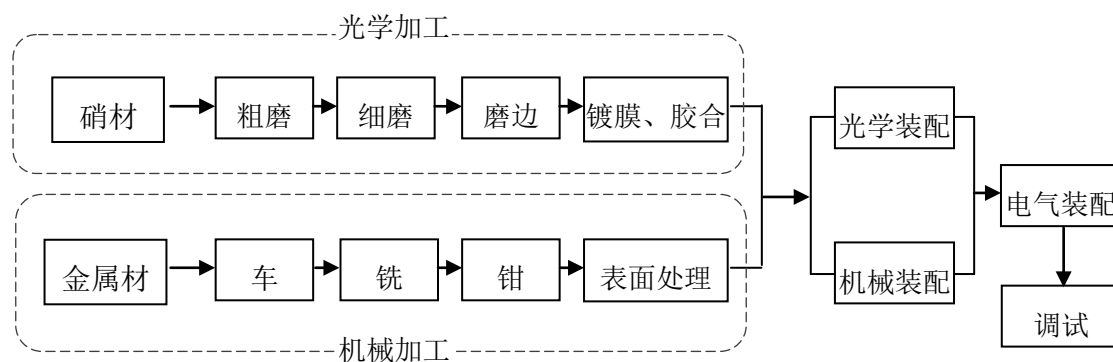 光学加工
硝材
粗磨
细磨
磨边
镀膜、胶合
光学装配
电气装配
金属材
车
铣
钳
表面处理
机械装配
调试
机械加工